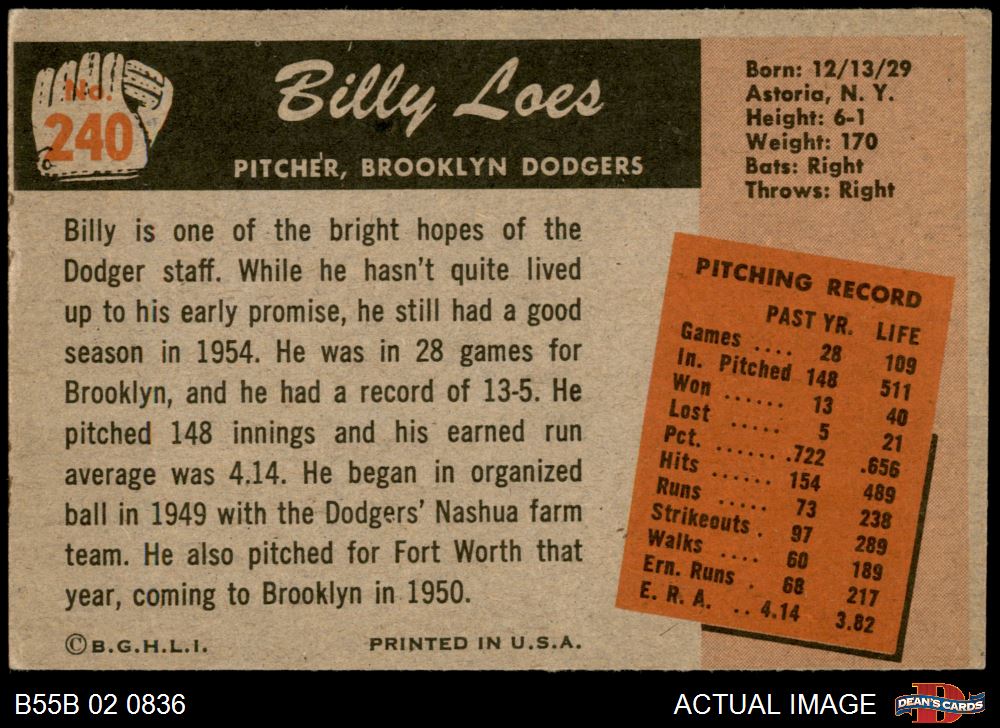 No.
240
Billy Loes
PITCHER, BROOKLYN DODGERS
Born: 12/13/29
Astoria, N. Y.
Height: 6-1
Weight: 170
Bats: Right
Throws: Right
Billy is one of the bright hopes of the
Dodger staff. While he hasn't quite lived
up to his early promise, he still had a good
season in 1954. He was in 28 games for
Brooklyn, and he had a record of 13-5. He
pitched 148 innings and his earned run
average was 4.14. He began in organized
ball in 1949 with the Dodgers' Nashua farm
team. He also pitched for Fort Worth that
year, coming to Brooklyn in 1950.
PITCHING RECORD
PAST YR. LIFE
Games .... 28 109
In. Pitched 148 511
Won ...... 13 40
Lost ..... 5 21
Pct. ....... .722 .656
Hits ...... 154 489
Runs ...... 73 238
Strikeouts . 97 289
Walks .... 60 189
Ern. Runs . 68 217
E. R. A. .. 4.14 3.82
© B.G.H.L.I. PRINTED IN U.S.A.
B55B 02 0836 ACTUAL IMAGE
D
DEAN'S CARDS